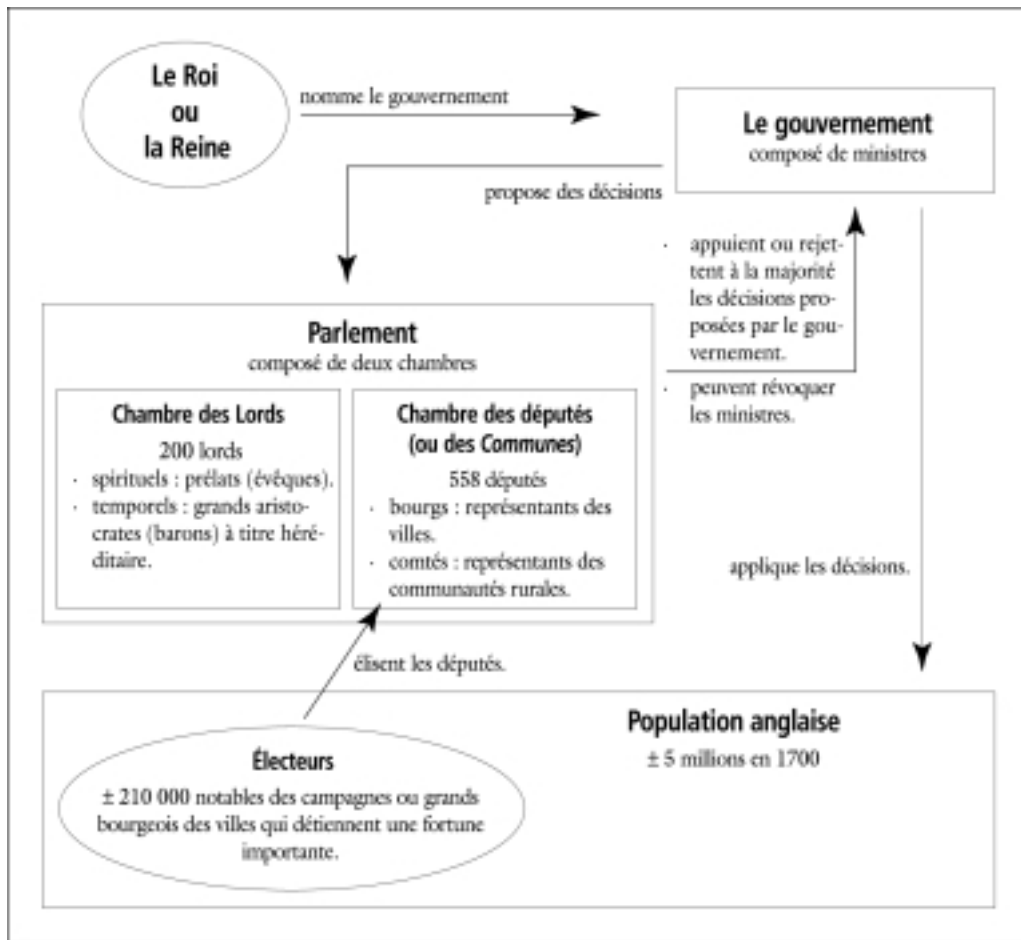 Le Roi
ou
la Reine
nomme le gouvernement
Le gouvernement
composé de ministres
propose des décisions
· appuient ou rejet-
tent à la majorité
les décisions pro-
posées par le gou-
vernement.
· peuvent révoquer
les ministres.
Parlement
composé de deux chambres
Chambre des Lords
200 lords
· spirituels : prélats (évêques).
· temporels : grands aristo-
crates (barons) à titre héré-
ditaire.
Chambre des députés
(ou des Communes)
558 députés
· bourgs : représentants des
villes.
· comtés : représentants des
communautés rurales.
applique les décisions.
élisent les députés.
Population anglaise
± 5 millions en 1700
Électeurs
± 210 000 notables des campagnes ou grands
bourgeois des villes qui détiennent une fortune
importante.